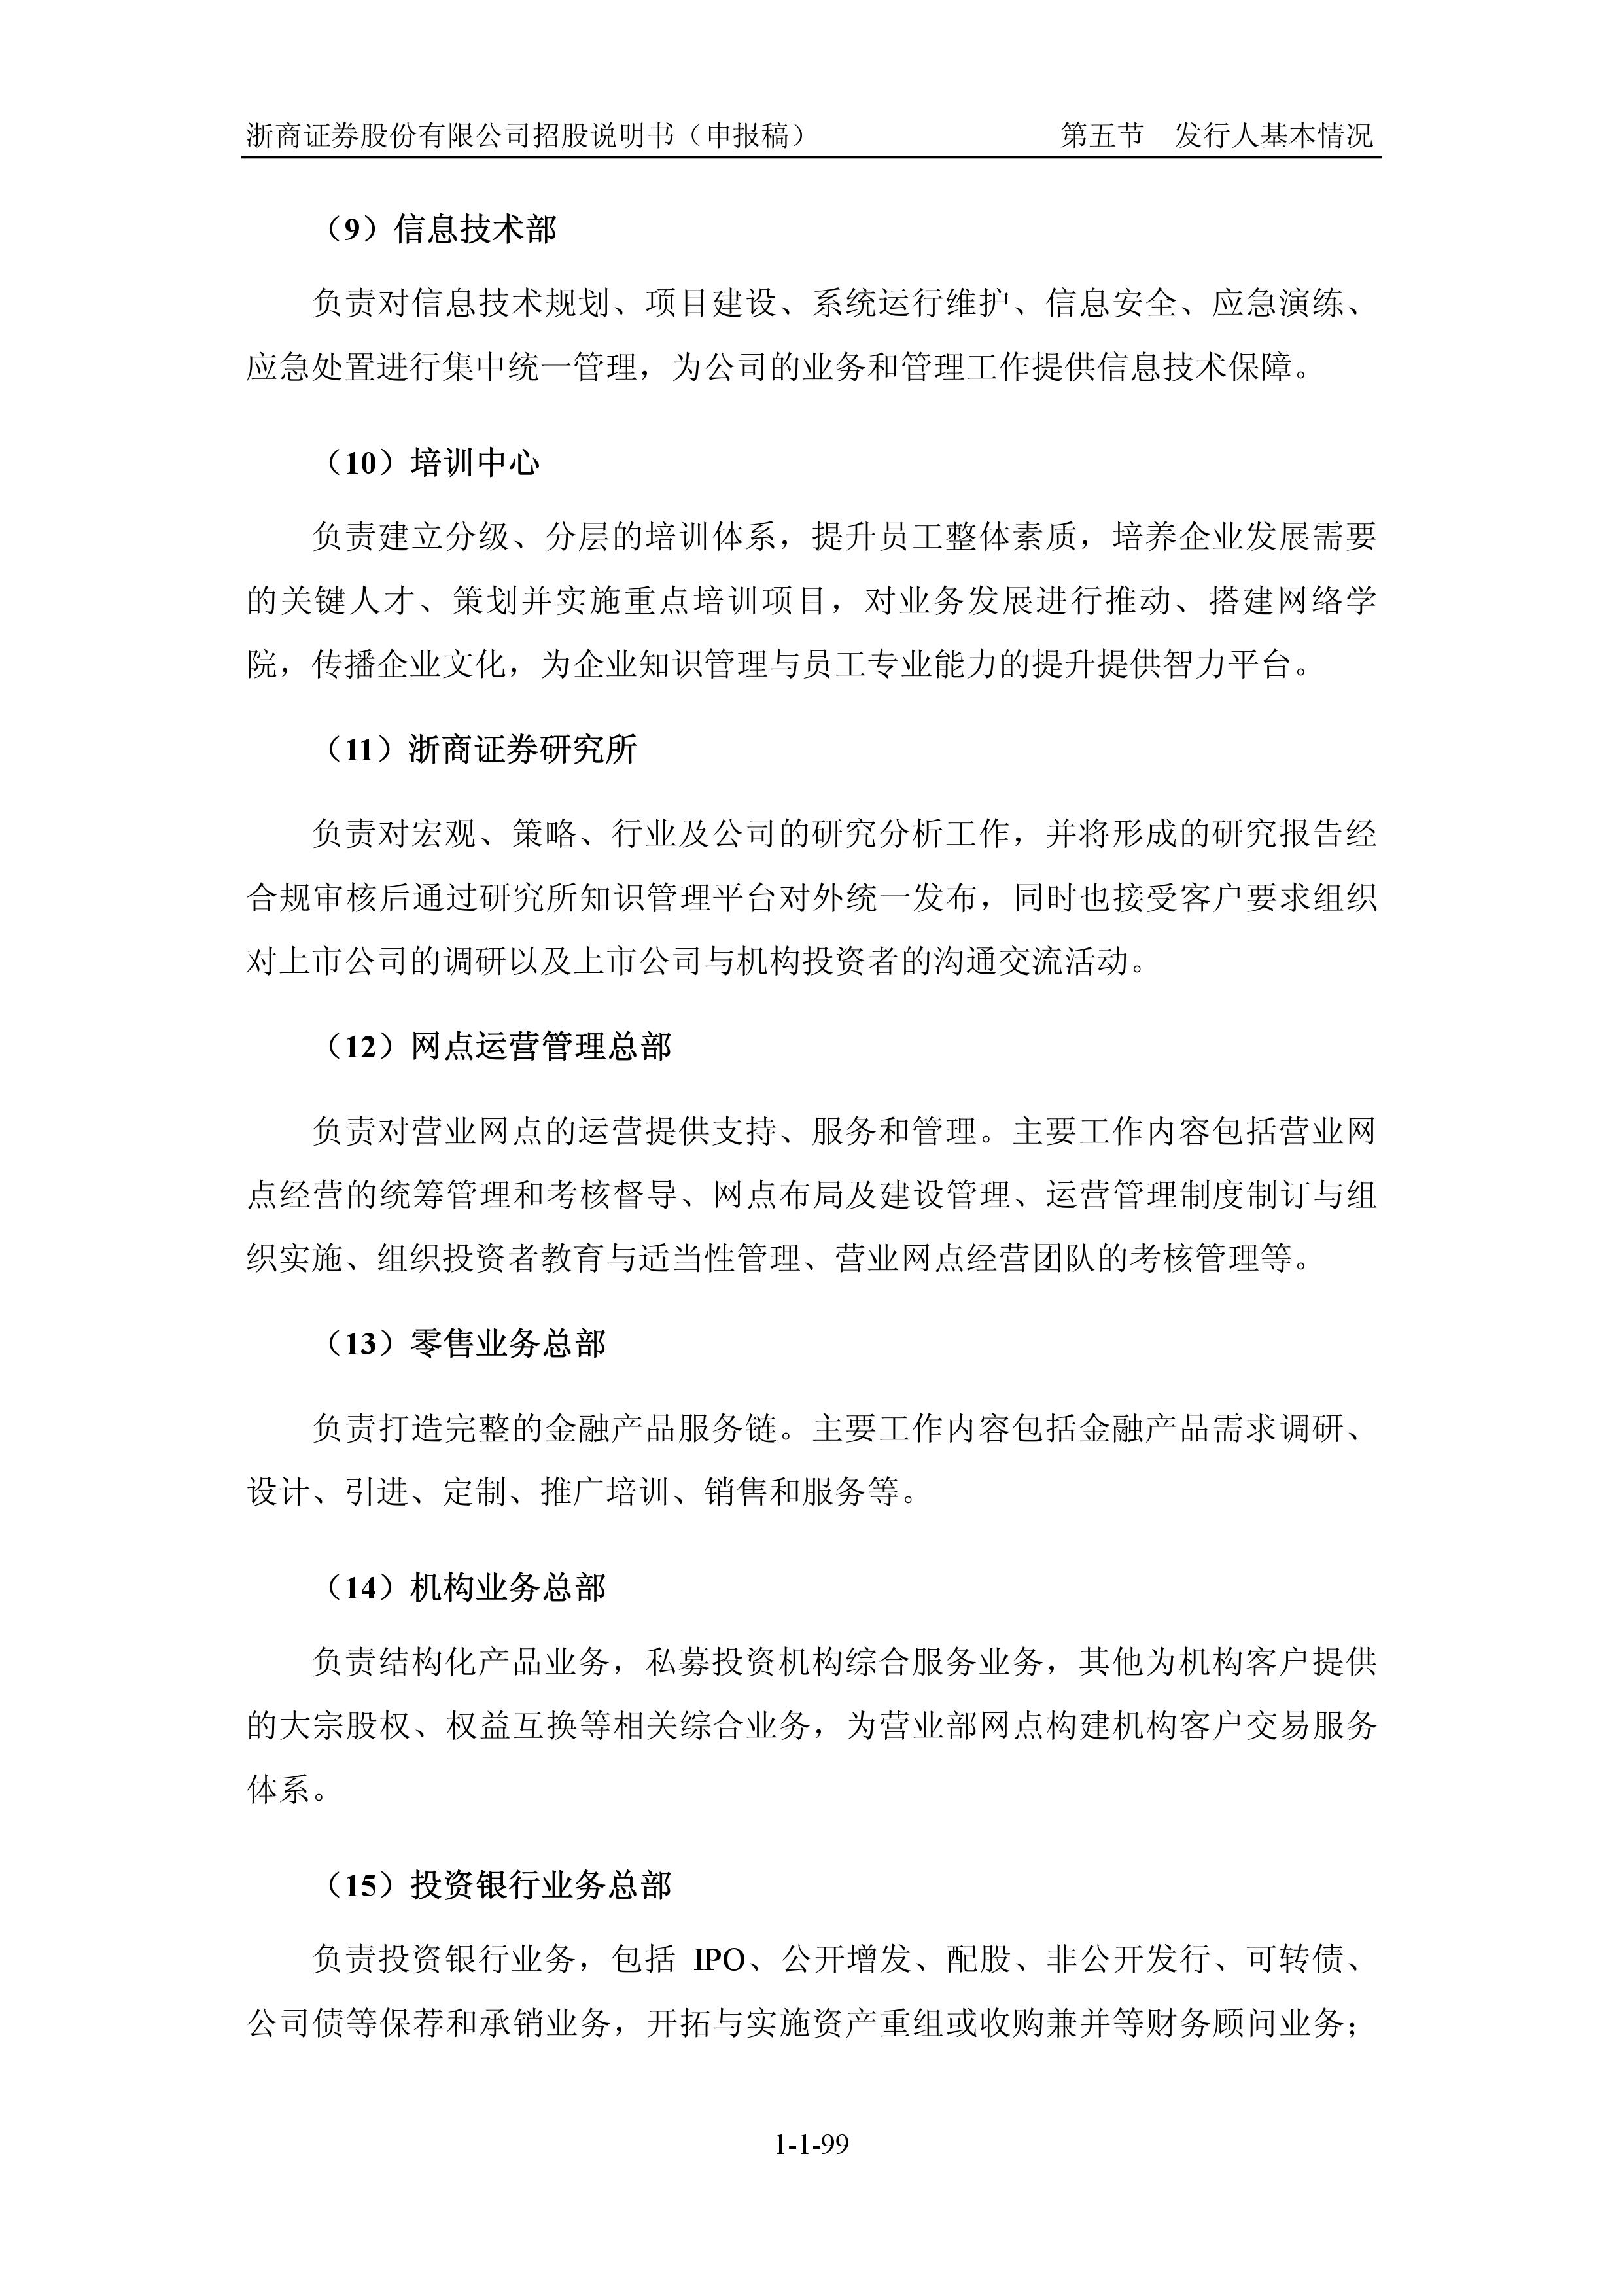 浙商证券股份有限公司招股说明书（申报稿） 第五节 发行人基本情况
（9）信息技术部
负责对信息技术规划、项目建设、系统运行维护、信息安全、应急演练、
应急处置进行集中统一管理，为公司的业务和管理工作提供信息技术保障。
（10）培训中心
负责建立分级、分层的培训体系，提升员工整体素质，培养企业发展需要
的关键人才、策划并实施重点培训项目，对业务发展进行推动、搭建网络学
院，传播企业文化，为企业知识管理与员工专业能力的提升提供智力平台。
（11）浙商证券研究所
负责对宏观、策略、行业及公司的研究分析工作，并将形成的研究报告经
合规审核后通过研究所知识管理平台对外统一发布，同时也接受客户要求组织
对上市公司的调研以及上市公司与机构投资者的沟通交流活动。
（12）网点运营管理总部
负责对营业网点的运营提供支持、服务和管理。主要工作内容包括营业网
点经营的统筹管理和考核督导、网点布局及建设管理、运营管理制度制订与组
织实施、组织投资者教育与适当性管理、营业网点经营团队的考核管理等。
（13）零售业务总部
负责打造完整的金融产品服务链。主要工作内容包括金融产品需求调研、
设计、引进、定制、推广培训、销售和服务等。
（14）机构业务总部
负责结构化产品业务，私募投资机构综合服务业务，其他为机构客户提供
的大宗股权、权益互换等相关综合业务，为营业部网点构建机构客户交易服务
体系。
（15）投资银行业务总部
负责投资银行业务，包括 IPO、公开增发、配股、非公开发行、可转债、
公司债等保荐和承销业务，开拓与实施资产重组或收购兼并等财务顾问业务；
1-1-99